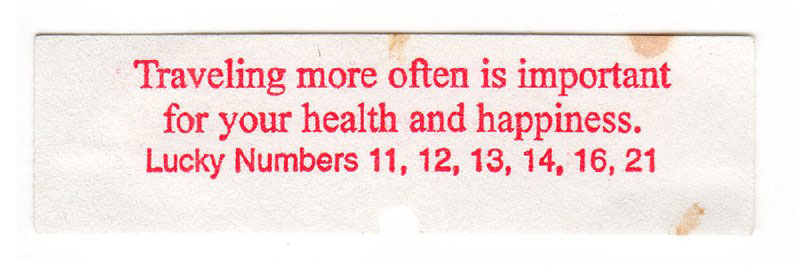 Traveling more often is important
for your health and happiness.
Lucky Numbers 11, 12, 13, 14, 16, 21